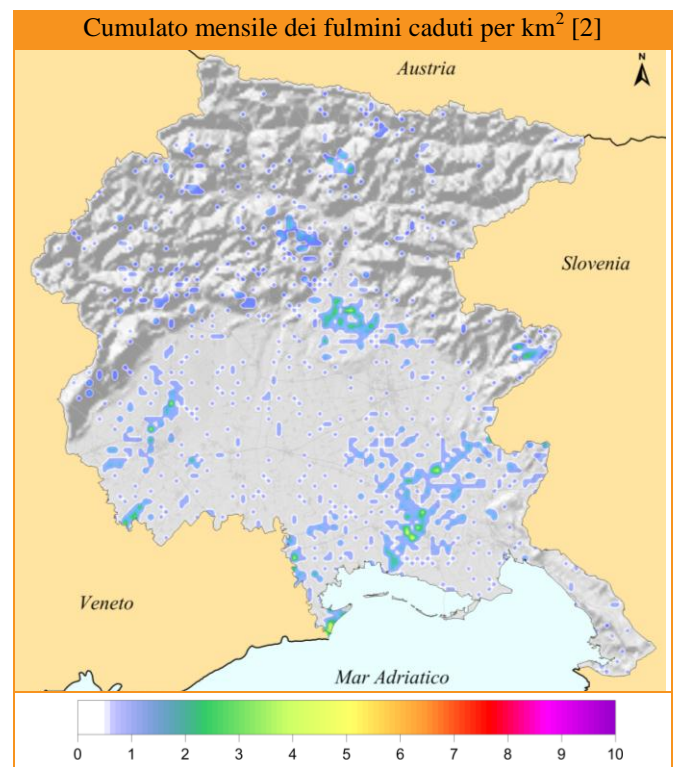 Cumulato mensile dei fulmini caduti per km² [2]
N
Austria
Slovenia
Veneto
Mar Adriatico
0 1 2 3 4 5 6 7 8 9 10